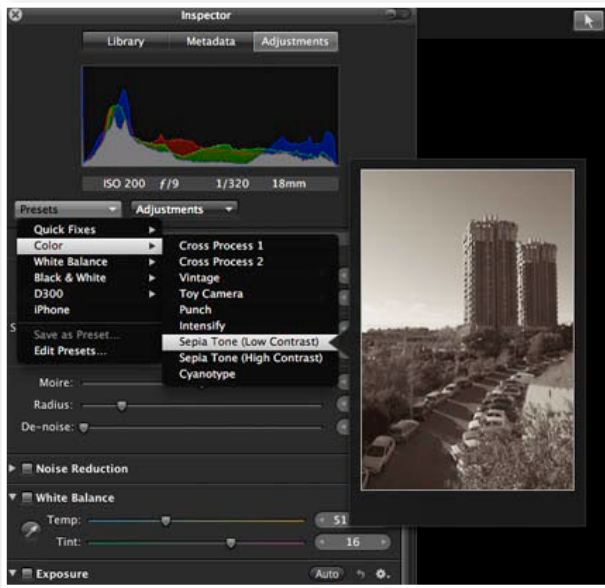 Inspector
Library Metadata Adjustments
ISO 200 f/9 1/320 18mm
Presets Adjustments
Quick Fixes
Color
White Balance
Black & White
D300
iPhone
Save as Preset...
Edit Presets...
Cross Process 1
Cross Process 2
Vintage
Toy Camera
Punch
Intensify
Sepia Tone (Low Contrast)
Sepia Tone (High Contrast)
Cyanotype
S
Moire:
Radius:
De-noise:
Noise Reduction
White Balance
Temp: 51
Tint: 16
Exposure Auto